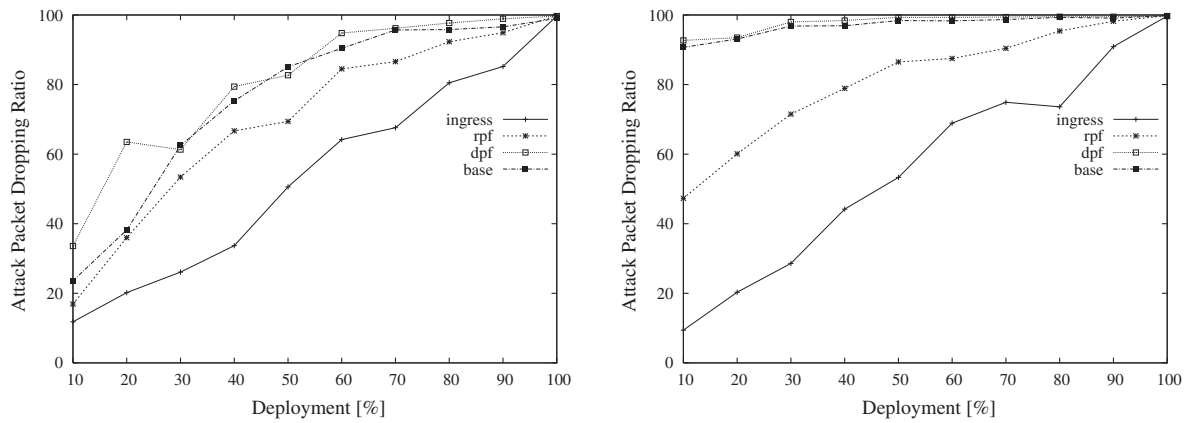 100
80
60
40
20
0
Attack Packet Dropping Ratio
ingress
rpf
dpf
base
10 20 30 40 50 60 70 80 90 100
Deployment [%]
100
80
60
40
20
0
Attack Packet Dropping Ratio
ingress
rpf
dpf
base
10 20 30 40 50 60 70 80 90 100
Deployment [%]